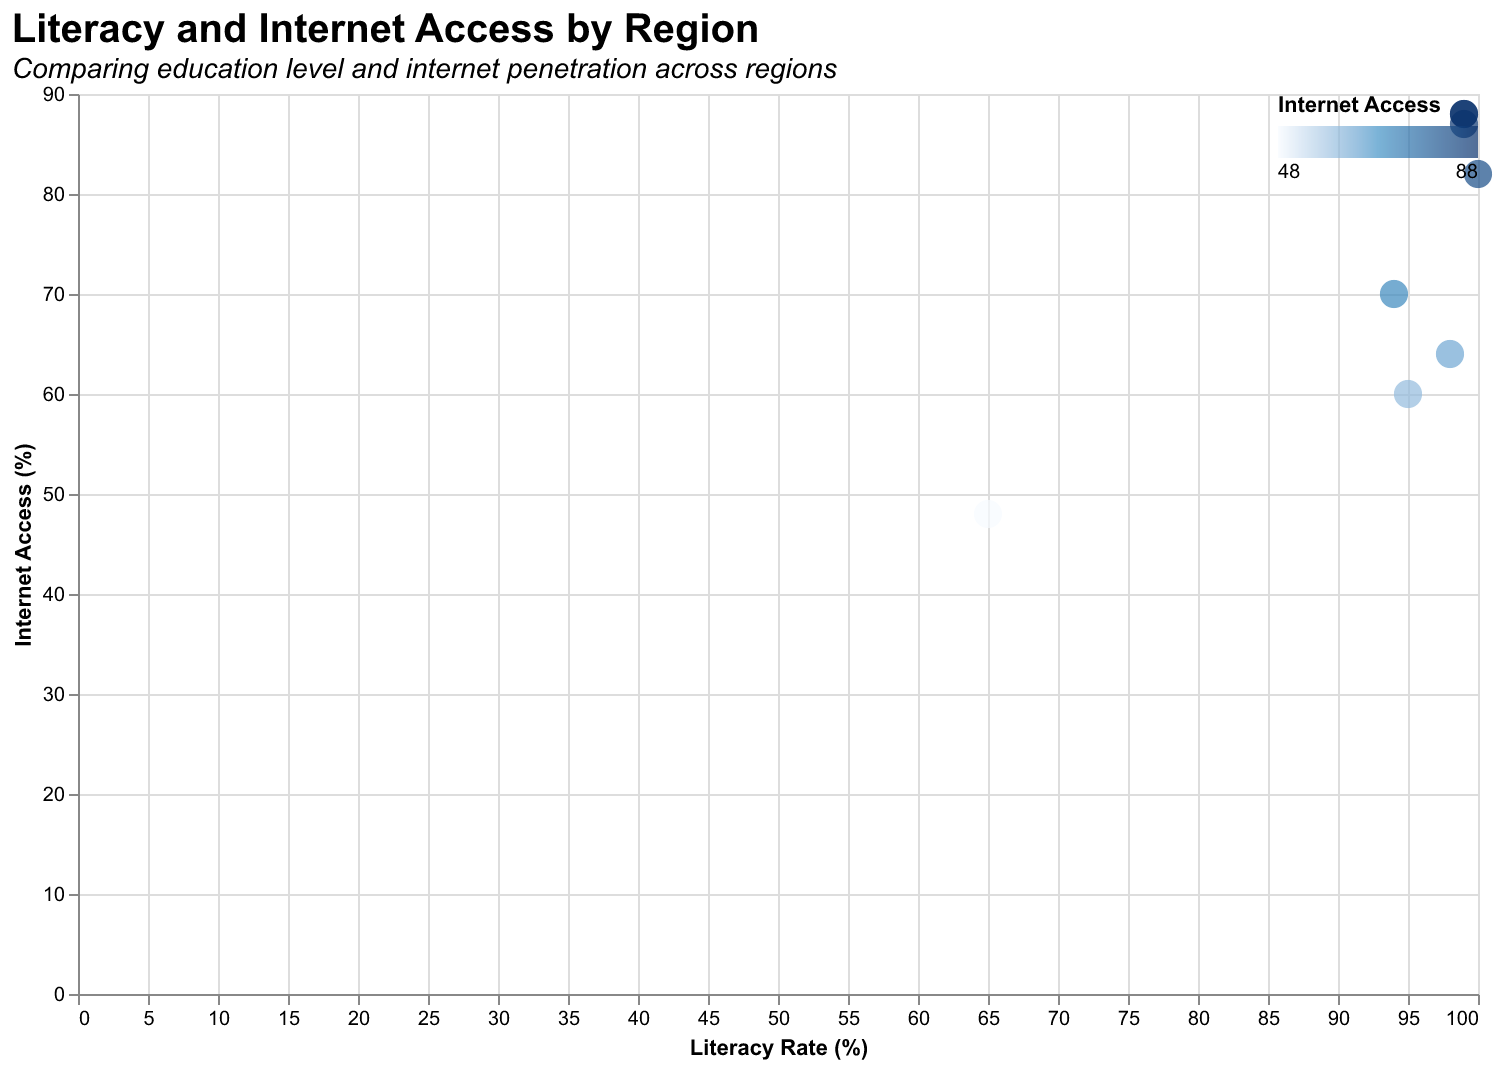 Literacy and Internet Access by Region
Comparing education level and internet penetration across regions
Internet Access
48 88
90
80
70
60
50
40
30
20
10
0
Internet Access (%)
0 5 10 15 20 25 30 35 40 45 50 55 60 65 70 75 80 85 90 95 100
Literacy Rate (%)